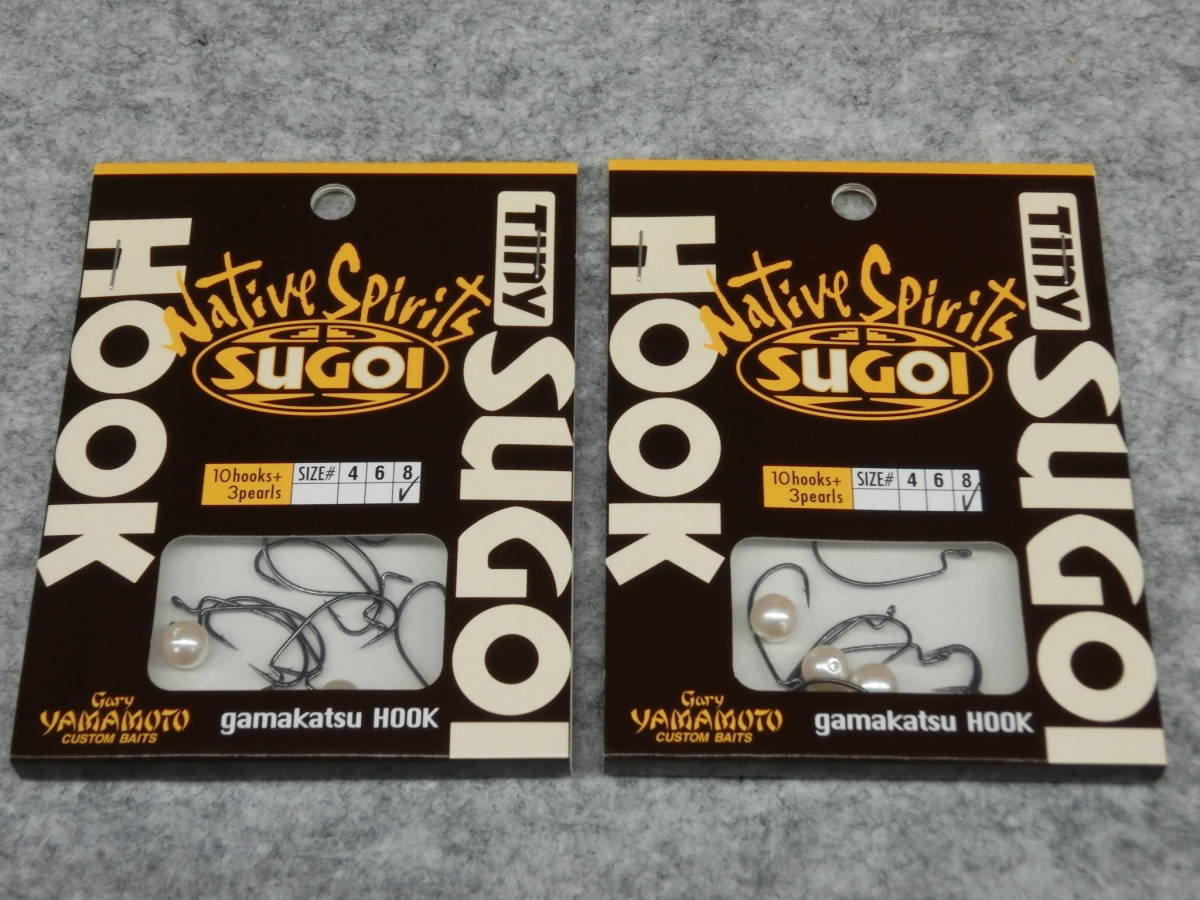 HOOK
Native Spirits
SUGOI
Tiny SUGOI
10hooks+
3pearls
SIZE# 4 6 8
✓
Gary
YAMAMOTO
CUSTOM BAITS
gamakatsu HOOK
HOOK
Native Spirits
SUGOI
Tiny SUGOI
10hooks+
3pearls
SIZE# 4 6 8
✓
Gary
YAMAMOTO
CUSTOM BAITS
gamakatsu HOOK